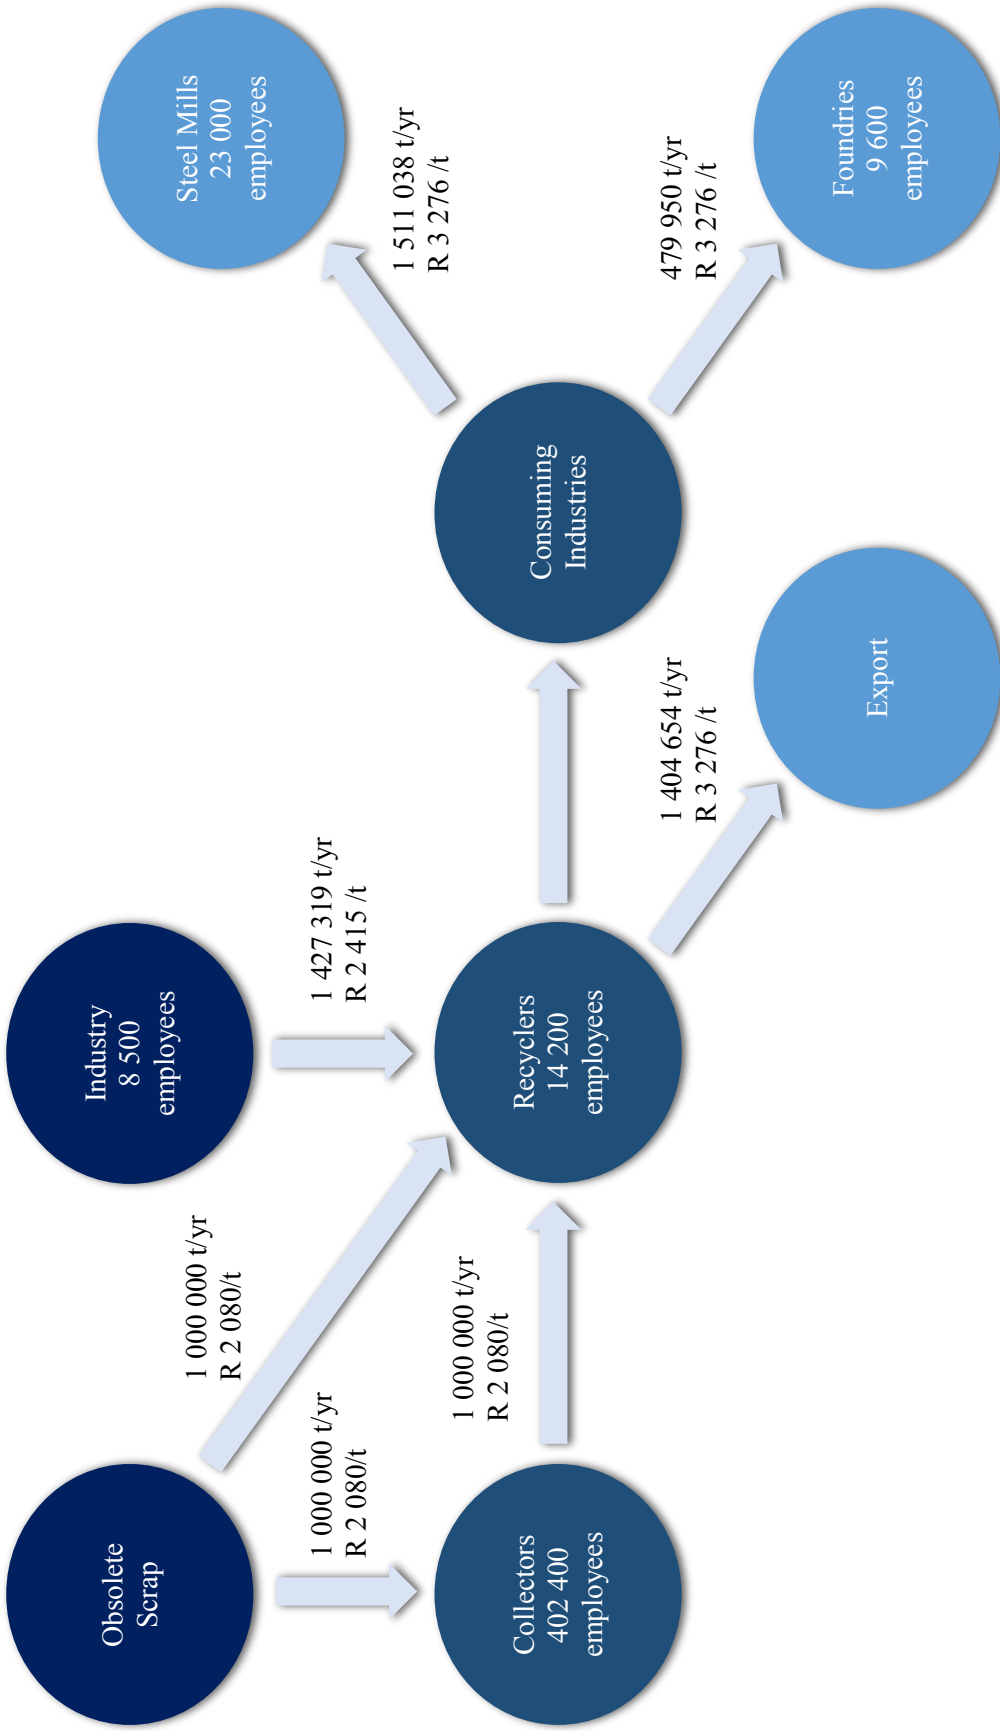 Obsolete
Scrap
1 000 000 t/yr
R 2 080/t
Industry
8 500
employees
1 000 000 t/yr
R 2 080/t
1 427 319 t/yr
R 2 415 /t
Collectors
402 400
employees
1 000 000 t/yr
R 2 080/t
Recyclers
14 200
employees
Consuming
Industries
Steel Mills
23 000
employees
1 511 038 t/yr
R 3 276 /t
1 404 654 t/yr
R 3 276 /t
Export
479 950 t/yr
R 3 276 /t
Foundries
9 600
employees